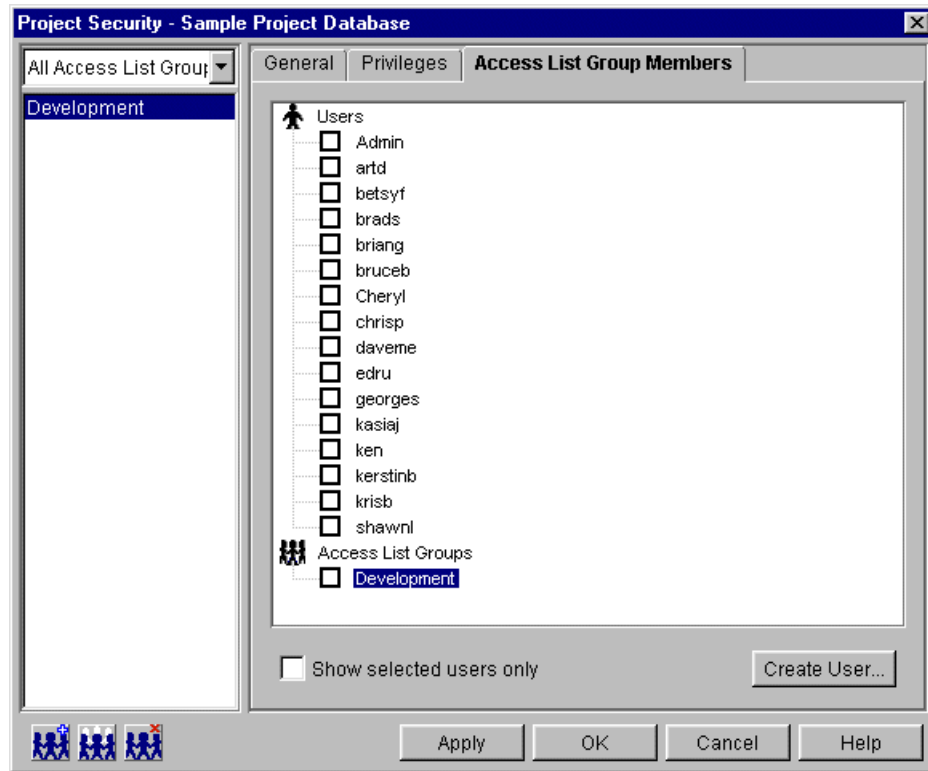 Project Security - Sample Project Database
All Access List Group
General Privileges Access List Group Members
Development
Users
Admin
artd
betsyf
brads
briang
bruceb
Cheryl
chrisp
daveme
edru
georges
kasiaj
ken
kerstinb
krisb
shawnl
Access List Groups
Development
Show selected users only
Create User...
Apply OK Cancel Help